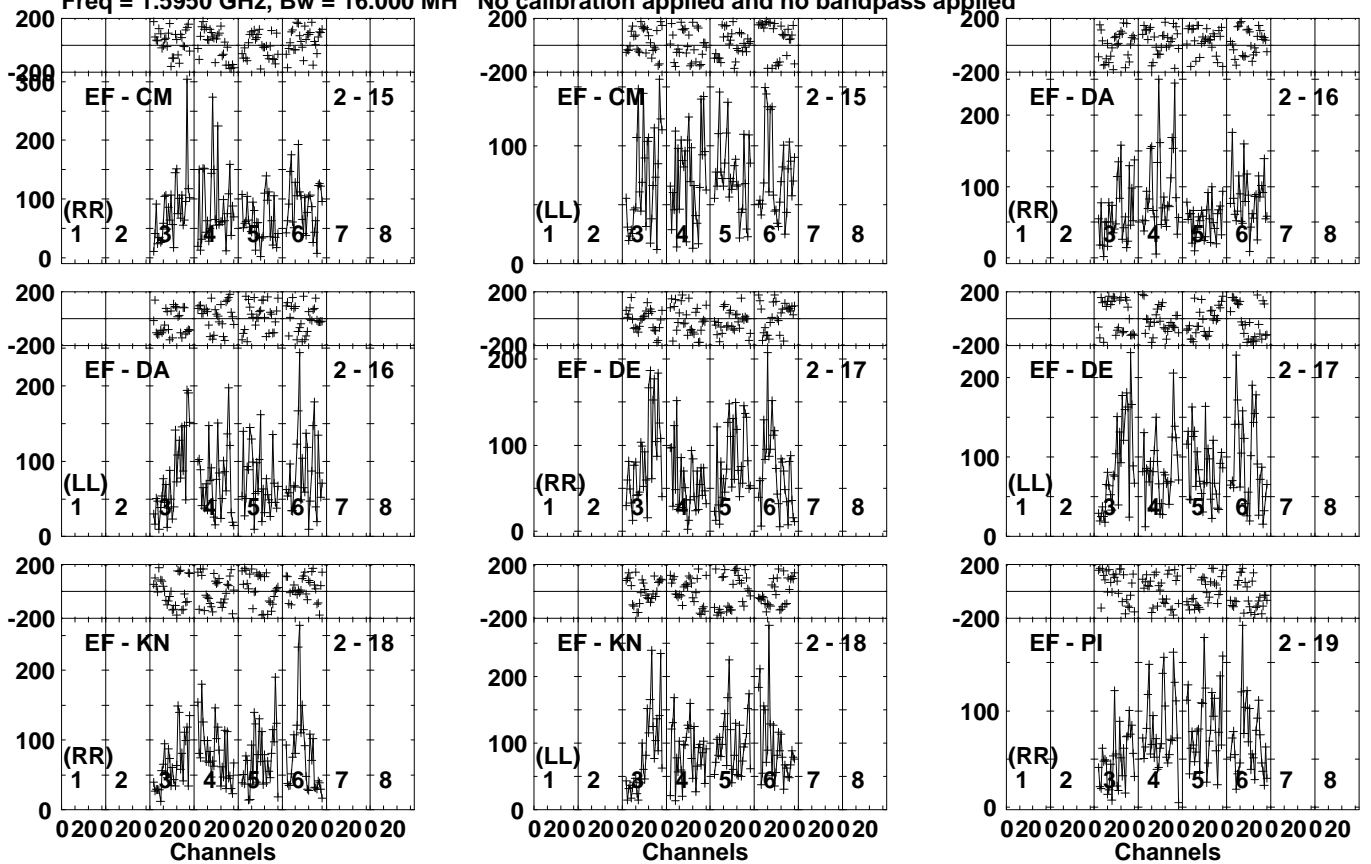 Freq = 1.5950 GHz, Bw = 16.000 MH No calibration applied and no bandpass applied
200
-200
300
200
100
0
EF - CM 2 - 15
(RR)
1 2 3 4 5 6 7 8
200
-200
100
0
EF - CM 2 - 15
(LL)
1 2 3 4 5 6 7 8
200
-200
200
100
0
EF - DA 2 - 16
(RR)
1 2 3 4 5 6 7 8
200
-200
200
100
0
EF - DA 2 - 16
(LL)
1 2 3 4 5 6 7 8
200
-200
200
100
0
EF - DE 2 - 17
(RR)
1 2 3 4 5 6 7 8
200
-200
200
100
0
EF - DE 2 - 17
(LL)
1 2 3 4 5 6 7 8
200
-200
200
100
0
EF - KN 2 - 18
(RR)
1 2 3 4 5 6 7 8
0 20 0 20 0 20 0 20 0 20 0 20 0 20 0 20
Channels
200
-200
200
100
0
EF - KN 2 - 18
(LL)
1 2 3 4 5 6 7 8
0 20 0 20 0 20 0 20 0 20 0 20 0 20 0 20
Channels
200
-200
200
100
0
EF - PI 2 - 19
(RR)
1 2 3 4 5 6 7 8
0 20 0 20 0 20 0 20 0 20 0 20 0 20 0 20
Channels